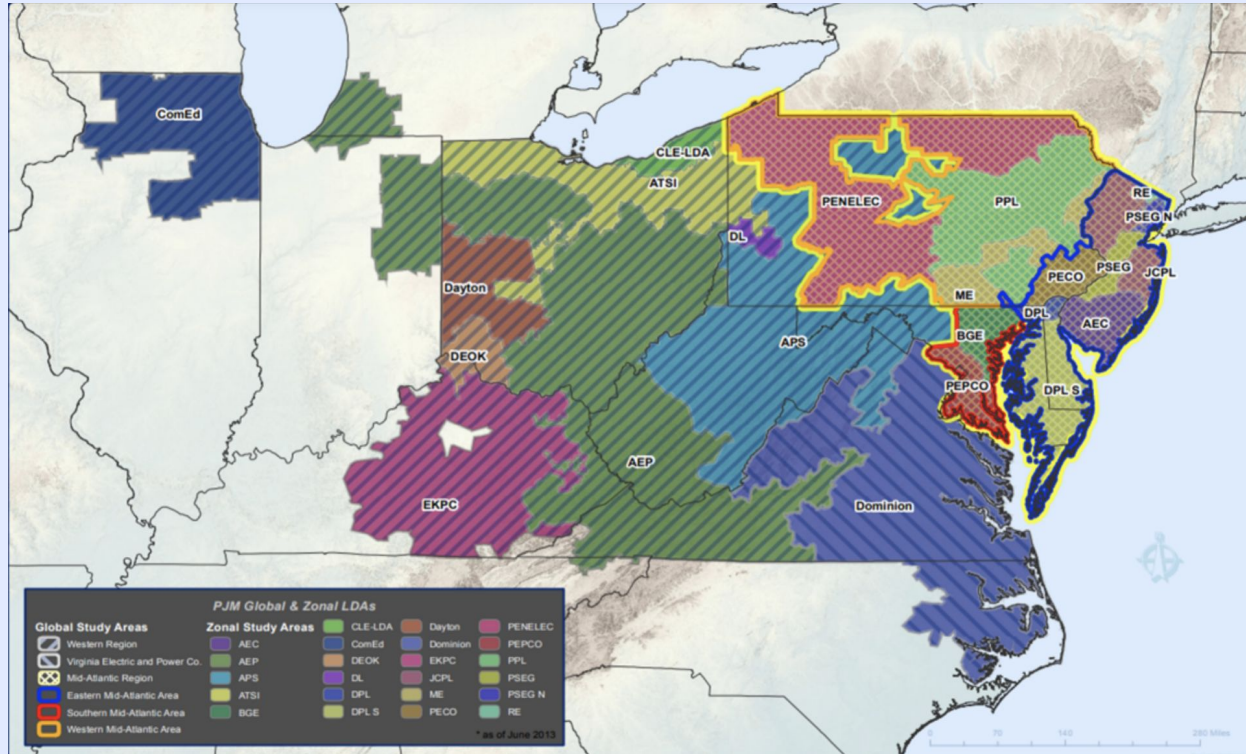 ComEd
CLE-LDA
ATSI
RE
PENELEC
PPL
PSEG N
DL
PSEG
JCPL
PECO
Dayton
ME
DPL
AEC
BGE
APS
DEOK
PEPCO
DPL S
AEP
EKPC
Dominion
PJM Global & Zonal LDAs
Global Study Areas
Western Region
Virginia Electric and Power Co.
Mid-Atlantic Region
Eastern Mid-Atlantic Area
Southern Mid-Atlantic Area
Western Mid-Atlantic Area
Zonal Study Areas
AEC
AEP
APS
ATSI
BGE
CLE-LDA
ComEd
DEOK
DL
DPL
DPL S
Dayton
Dominion
EKPC
JCPL
ME
PECO
PENELEC
PEPCO
PPL
PSEG
PSEG N
RE
* as of June 2013
0 70 140 280 Miles